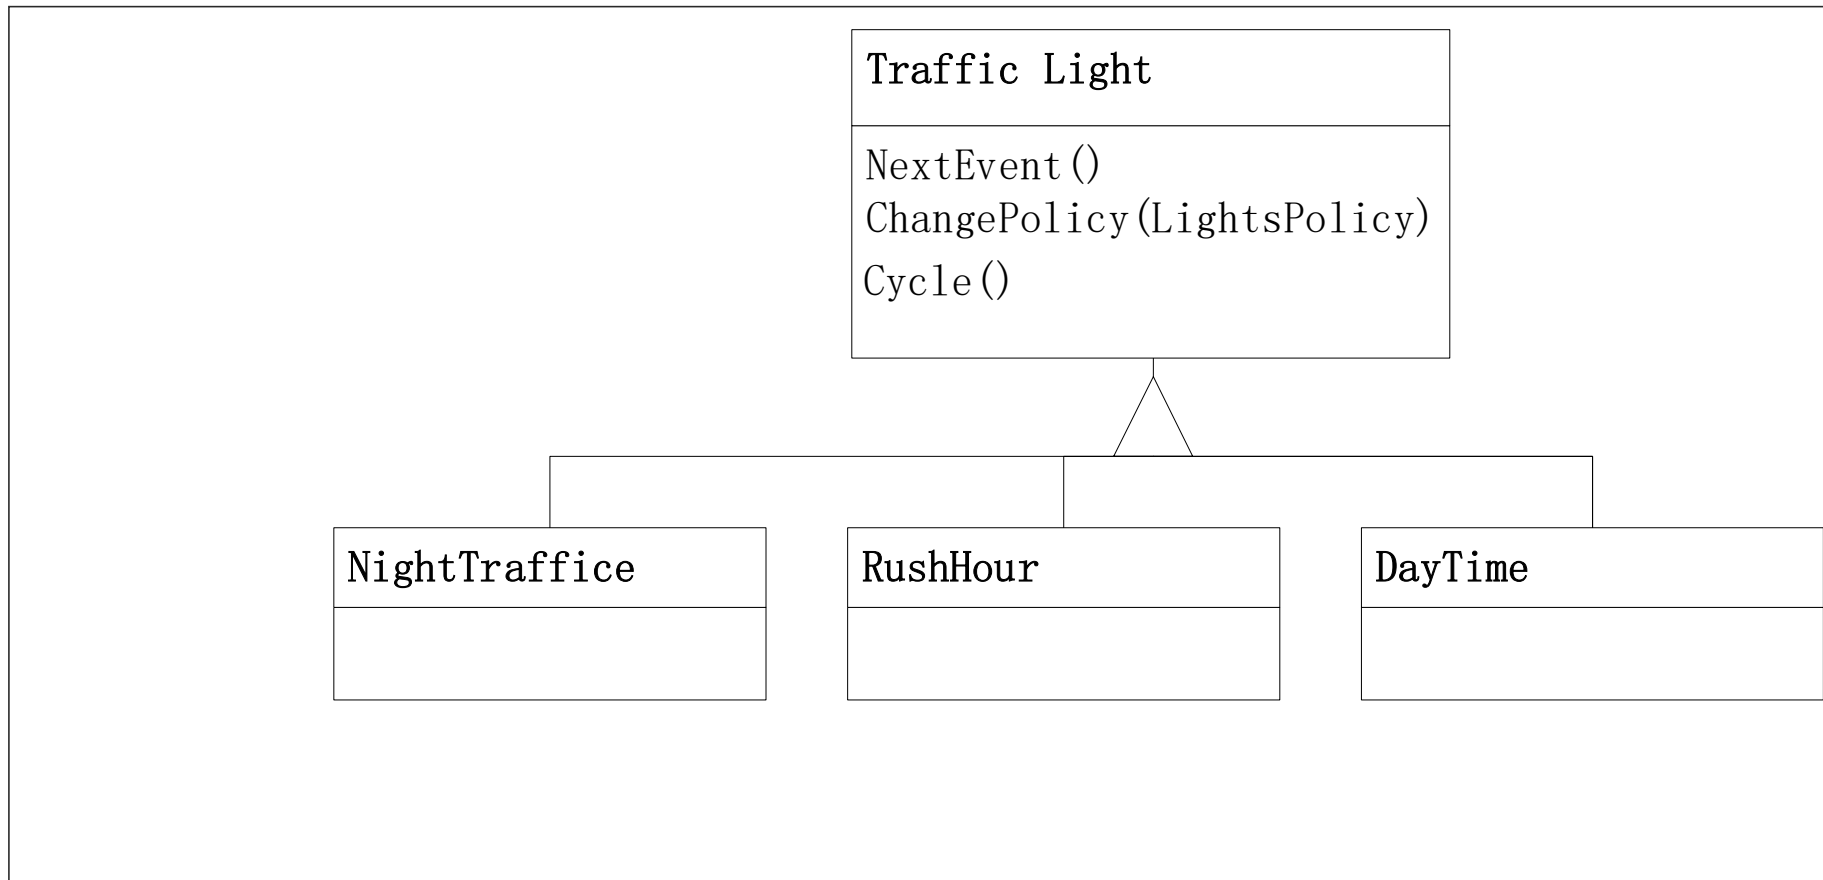 Traffic Light
NextEvent()
ChangePolicy(LightsPolicy)
Cycle()
NightTraffice
RushHour
DayTime